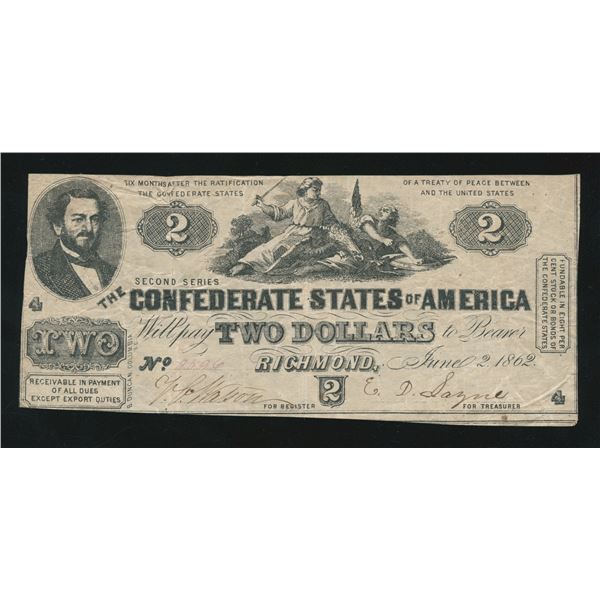 SIX MONTHS AFTER THE RATIFICATION OF A TREATY OF PEACE BETWEEN
THE CONFEDERATE STATES AND THE UNITED STATES
2 2
SECOND SERIES
4 THE CONFEDERATE STATES OF AMERICA
Will pay TWO DOLLARS to Bearer
TWO
No
RICHMOND, June 2 1862.
RECEIVABLE IN PAYMENT
OF ALL DUES
EXCEPT EXPORT DUTIES
B. DUNCAN, COLUMBIA S.C.
FOR REGISTER
2
E. D. Sayne
FOR TREASURER
4
FUNDABLE IN EIGHT PER
CENT STOCK OR BONDS OF
THE CONFEDERATE STATES